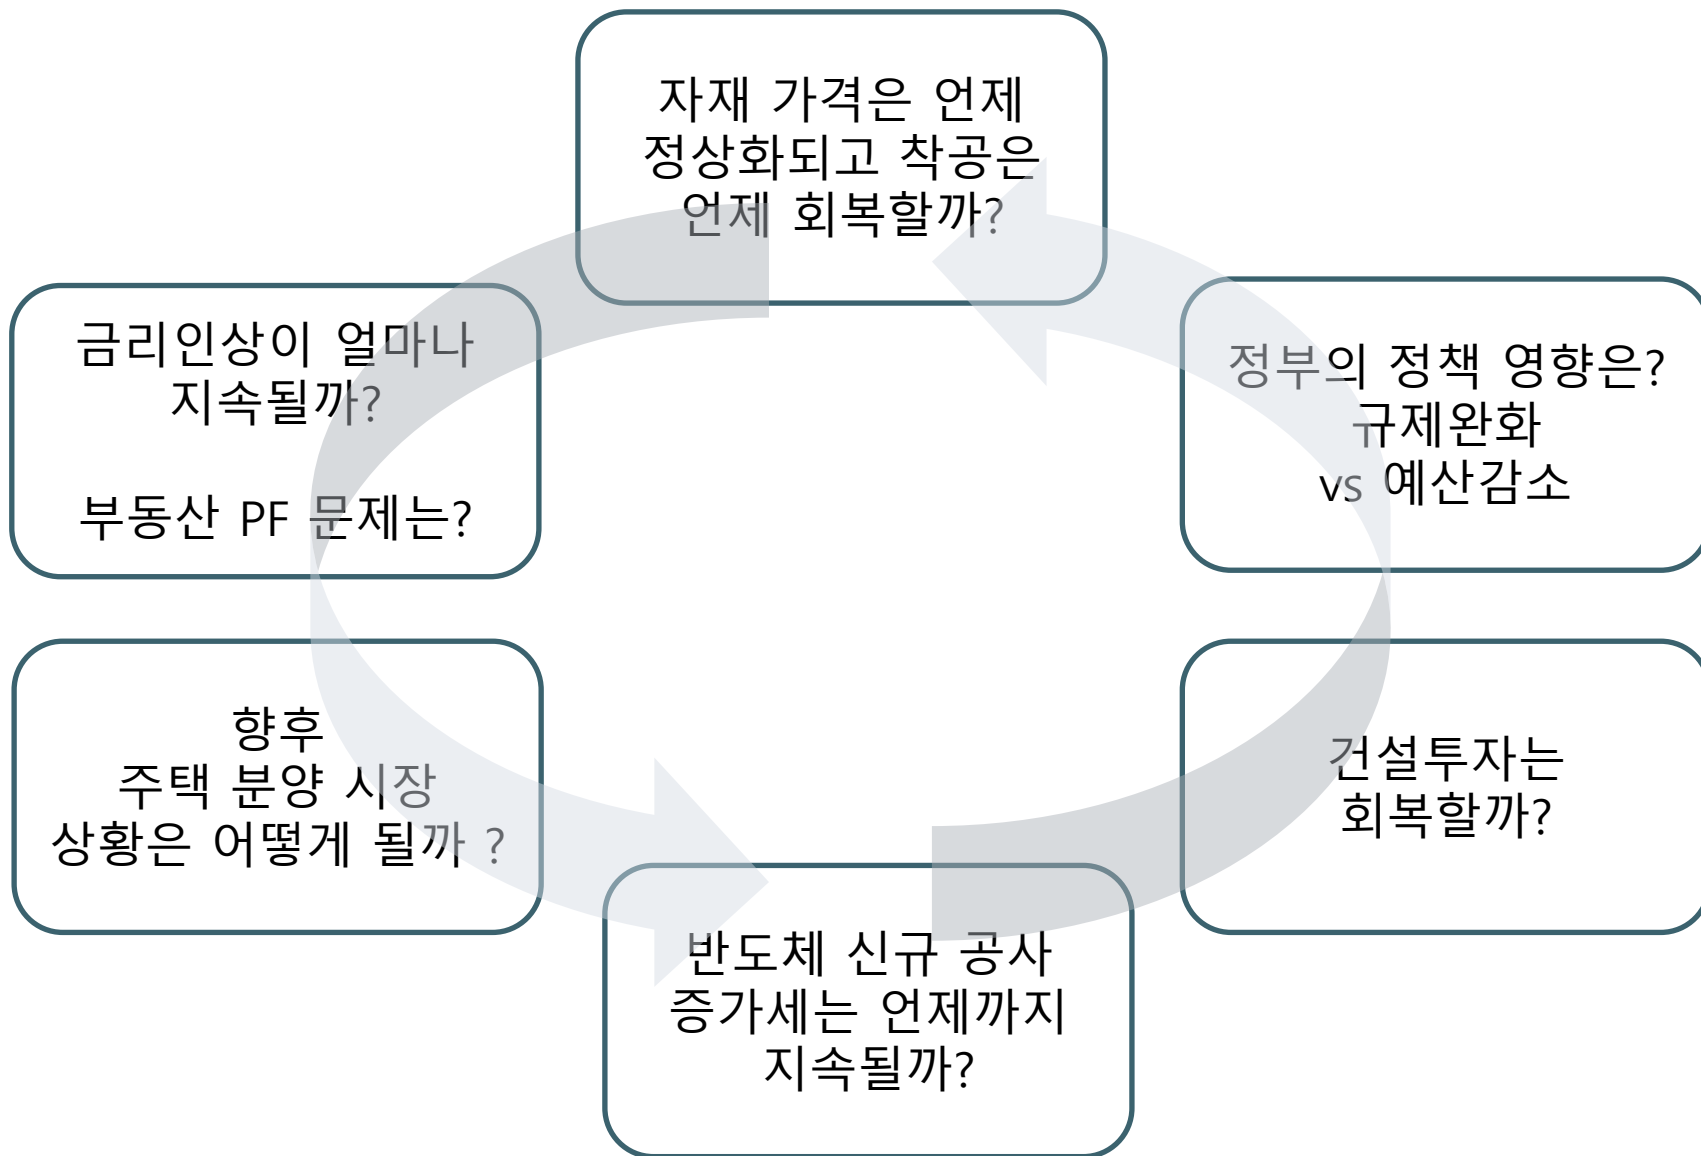 자재 가격은 언제
정상화되고 착공은
언제 회복할까?
금리인상이 얼마나
지속될까?
부동산 PF 문제는?
정부의 정책 영향은?
규제완화
vs 예산감소
향후
주택 분양 시장
상황은 어떻게 될까 ?
건설투자는
회복할까?
반도체 신규 공사
증가세는 언제까지
지속될까?